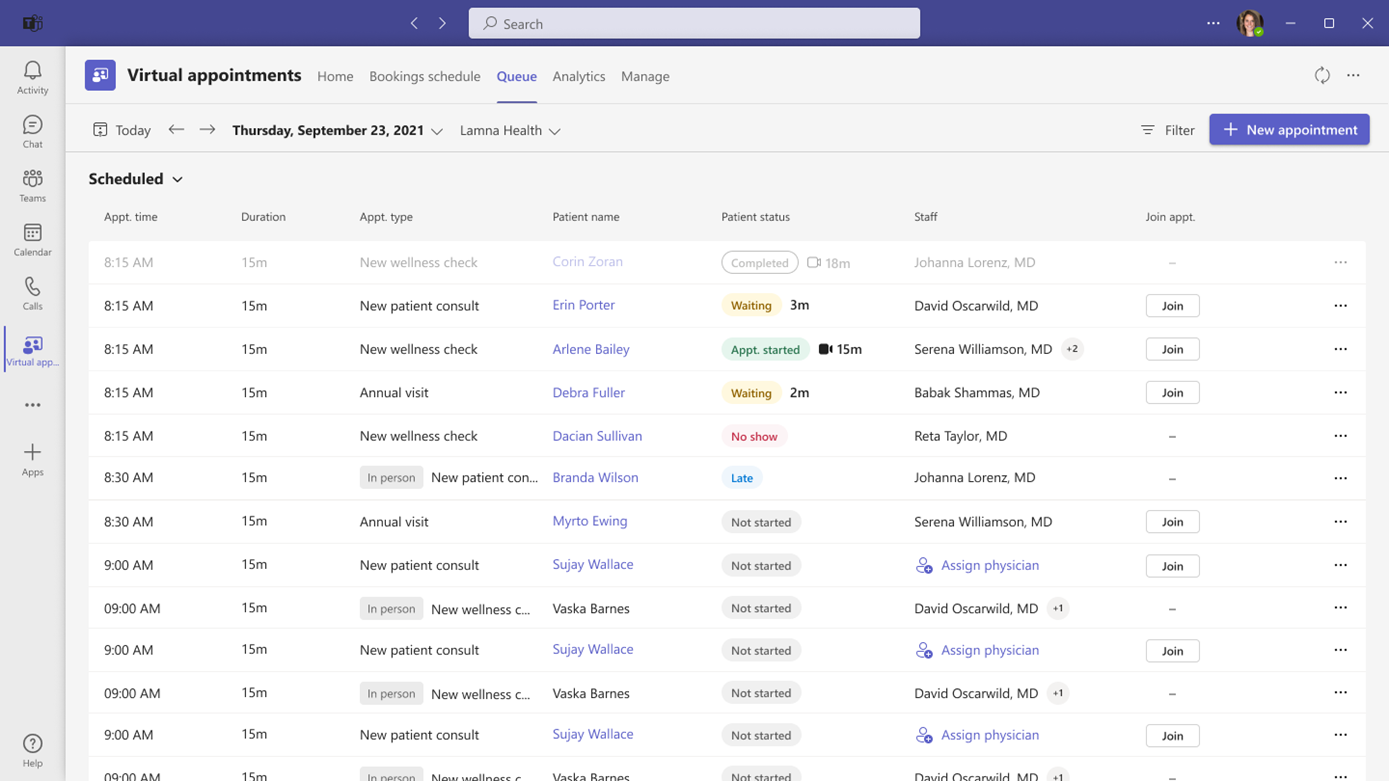 Search
Activity
Chat
Teams
Calendar
Calls
Virtual app...
Apps
Help
Virtual appointments Home Bookings schedule Queue Analytics Manage
Today Thursday, September 23, 2021 Lamna Health Filter + New appointment
Scheduled
Appt. time Duration Appt. type Patient name Patient status Staff Join appt.
8:15 AM 15m New wellness check Corin Zoran Completed 18m Johanna Lorenz, MD –
8:15 AM 15m New patient consult Erin Porter Waiting 3m David Oscarwild, MD Join
8:15 AM 15m New wellness check Arlene Bailey Appt. started 15m Serena Williamson, MD +2 Join
8:15 AM 15m Annual visit Debra Fuller Waiting 2m Babak Shammas, MD Join
8:15 AM 15m New wellness check Dacian Sullivan No show Reta Taylor, MD –
8:30 AM 15m In person New patient con... Branda Wilson Late Johanna Lorenz, MD –
8:30 AM 15m Annual visit Myrto Ewing Not started Serena Williamson, MD Join
9:00 AM 15m New patient consult Sujay Wallace Not started Assign physician Join
09:00 AM 15m In person New wellness c... Vaska Barnes Not started David Oscarwild, MD +1 –
9:00 AM 15m New patient consult Sujay Wallace Not started Assign physician Join
09:00 AM 15m In person New wellness c... Vaska Barnes Not started David Oscarwild, MD +1 –
9:00 AM 15m New patient consult Sujay Wallace Not started Assign physician Join
09:00 AM 15m In person New wellness c... Vaska Barnes Not started David Oscarwild, MD +1 –